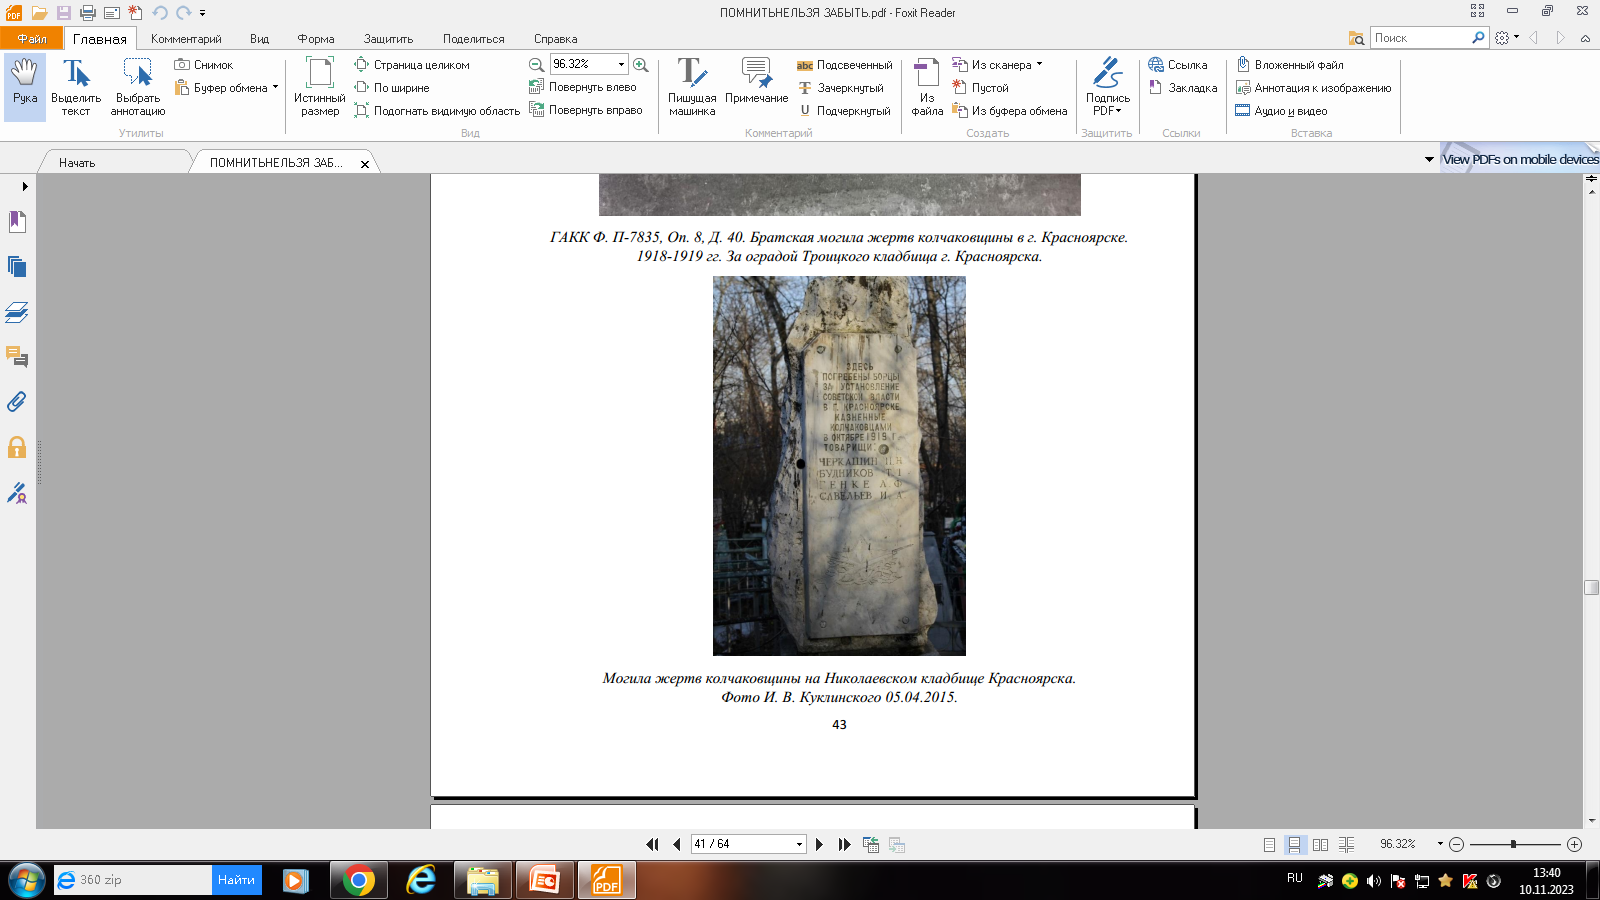 ПОМНИТЬНЕЛЬЗЯ ЗАБЫТЬ.pdf - Foxit Reader
Файл Главная Комментарий Вид Форма Защитить Поделиться Справка
Поиск
Рука
Выделить текст
Выбрать аннотацию
Снимок
Буфер обмена
Утилиты
Истинный размер
Страница целиком
По ширине
Подогнать видимую область
96.32%
Повернуть влево
Повернуть вправо
Вид
Пишущая машинка
Примечание
abc Подсвеченный
Зачеркнутый
Подчеркнутый
Комментарий
Из файла
Из сканера
Пустой
Из буфера обмена
Создать
Подпись PDF
Защитить
Ссылка
Закладка
Ссылки
Вложенный файл
Аннотация к изображению
Аудио и видео
Вставка
Начать
ПОМНИТЬНЕЛЬЗЯ ЗАБ...
View PDFs on mobile devices
ГАКК Ф. П-7835, Оп. 8, Д. 40. Братская могила жертв колчаковщины в г. Красноярске.
1918-1919 гг. За оградой Троицкого кладбища г. Красноярска.
ЗДЕСЬ
ПОГРЕБЕНЫ БОРЦЫ
ЗА УСТАНОВЛЕНИЕ
СОВЕТСКОЙ ВЛАСТИ
В Г. КРАСНОЯРСКЕ
КАЗНЕННЫЕ
КОЛЧАКОВЦАМИ
В ОКТЯБРЕ 1919 Г.
ТОВАРИЩИ:
ЧЕРКАШИН П.Н
БУДНИКОВ Т.І
ГЕНКЕ А.Ф
САВЕЛЬЕВ И.А
Могила жертв колчаковщины на Николаевском кладбище Красноярска.
Фото И. В. Куклинского 05.04.2015.
43
41 / 64
96.32%
360 zip
Найти
PDF
RU
13:40
10.11.2023